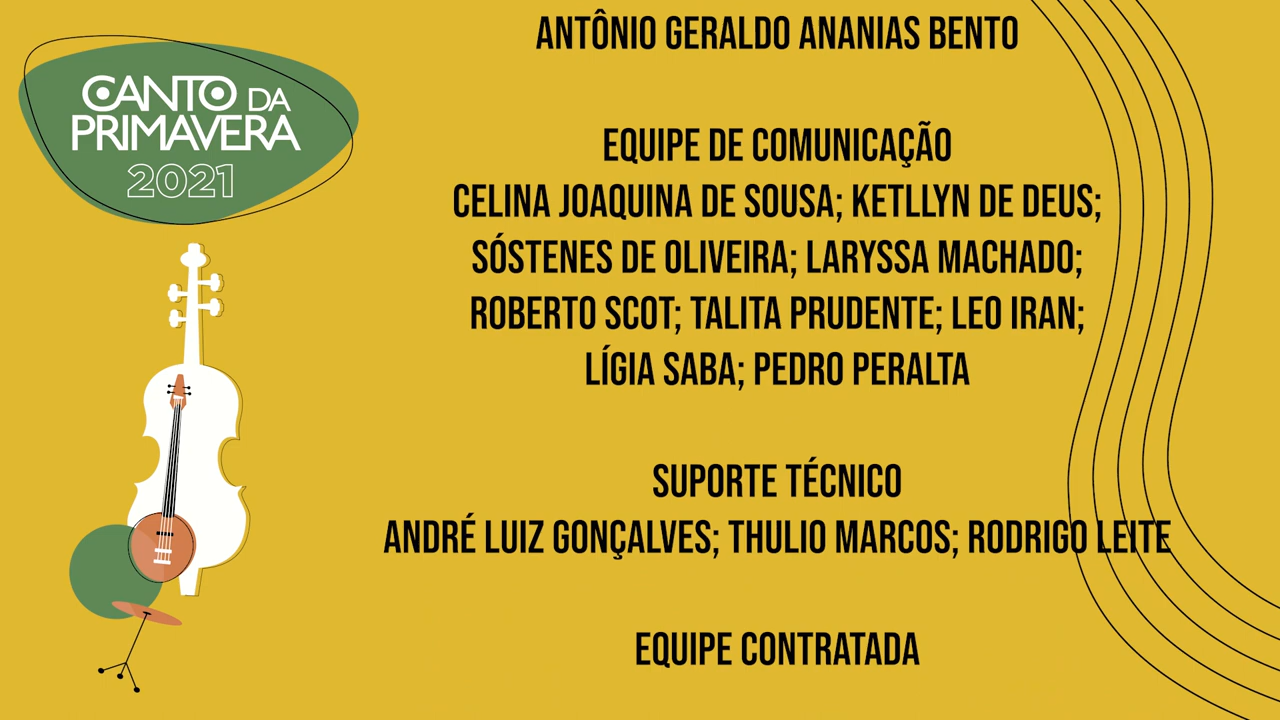 CANTO DA
PRIMAVERA
2021
ANTÔNIO GERALDO ANANIAS BENTO
EQUIPE DE COMUNICAÇÃO
CELINA JOAQUINA DE SOUSA; KETLLYN DE DEUS;
SÓSTENES DE OLIVEIRA; LARYSSA MACHADO;
ROBERTO SCOT; TALITA PRUDENTE; LEO IRAN;
LÍGIA SABA; PEDRO PERALTA
SUPORTE TÉCNICO
ANDRÉ LUIZ GONÇALVES; THULIO MARCOS; RODRIGO LEITE
EQUIPE CONTRATADA